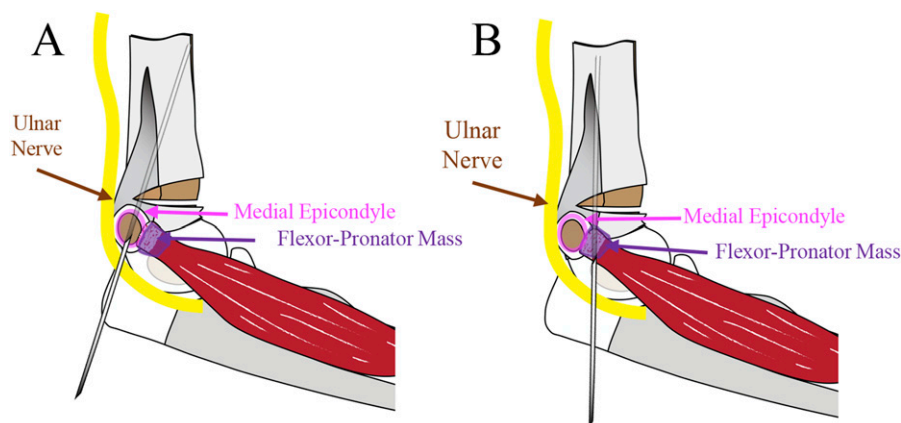 A
Ulnar
Nerve
Medial Epicondyle
Flexor-Pronator Mass
B
Ulnar
Nerve
Medial Epicondyle
Flexor-Pronator Mass